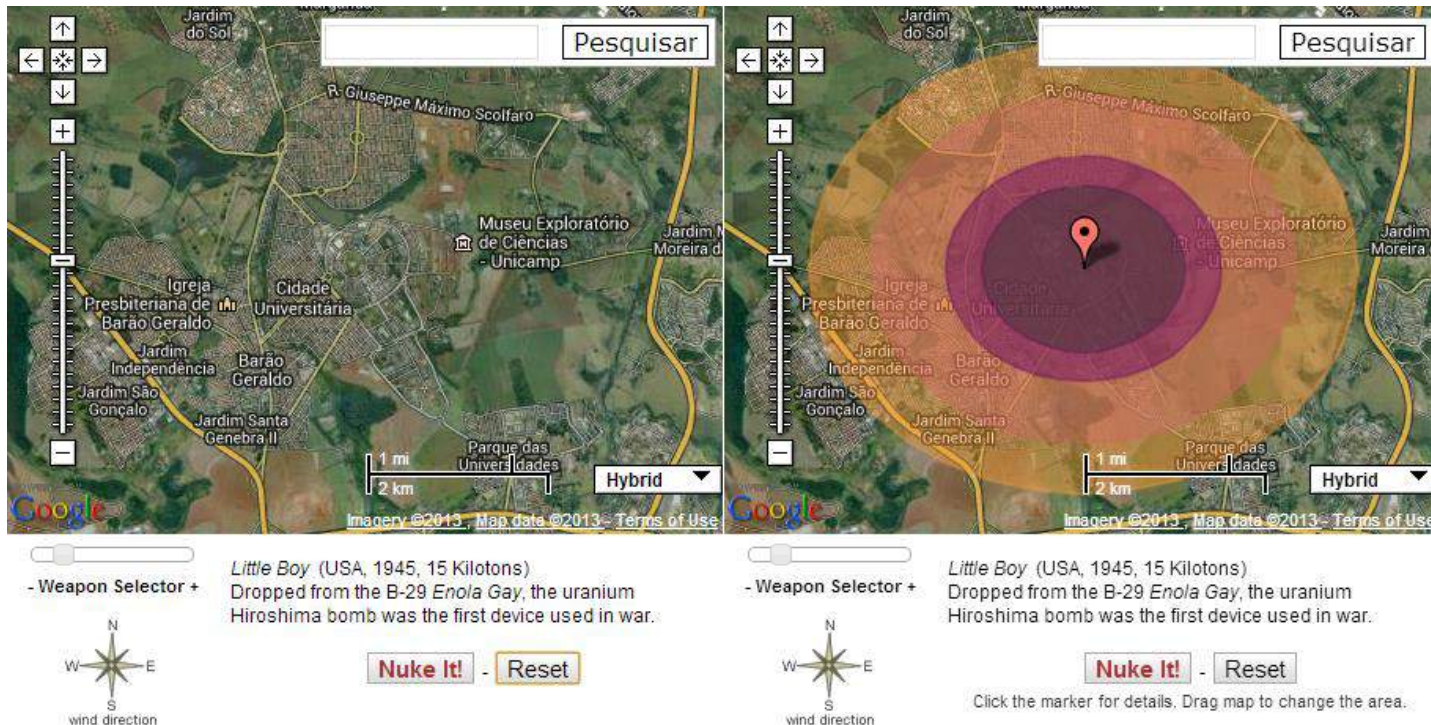 Jardim
do Sol
Pesquisar
R. Giuseppe Máximo Scolfaro
Museu Exploratório
de Ciências
- Unicamp
Jardim
Moreira d
Igreja
Presbiteriana de
Barão Geraldo
Cidade
Universitária
Jardim
Independência
Barão
Geraldo
Jardim São
Gonçalo
Jardim Santa
Genebra II
Parque das
Universidades
1 mi
2 km
Hybrid
Google
Imagery ©2013 , Map data ©2013 - Terms of Use
- Weapon Selector +
Little Boy (USA, 1945, 15 Kilotons)
Dropped from the B-29 Enola Gay, the uranium
Hiroshima bomb was the first device used in war.
N
W E
S
wind direction
Nuke It! - Reset
Jardim
do Sol
Pesquisar
R. Giuseppe Máximo Scolfaro
Museu Exploratório
de Ciências
- Unicamp
Jardim M
Moreira da
Igreja
Presbiteriana de
Barão Geraldo
Cidade
Universitária
Jardim
Independência
Barão
Geraldo
Jardim São
Gonçalo
Jardim Santa
Genebra II
Parque das
Universidades
1 mi
2 km
Hybrid
Google
Imagery ©2013 , Map data ©2013 - Terms of Use
- Weapon Selector +
Little Boy (USA, 1945, 15 Kilotons)
Dropped from the B-29 Enola Gay, the uranium
Hiroshima bomb was the first device used in war.
N
W E
S
wind direction
Nuke It! - Reset
Click the marker for details. Drag map to change the area.